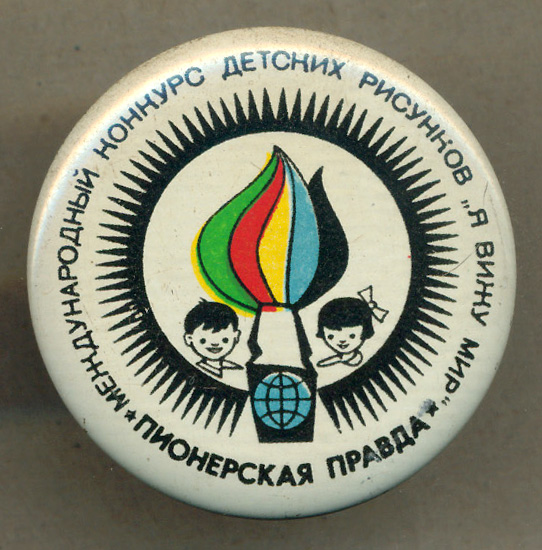 МЕЖДУНАРОДНЫЙ КОНКУРС ДЕТСКИХ РИСУНКОВ „Я ВИЖУ МИР"
*ПИОНЕРСКАЯ ПРАВДА*